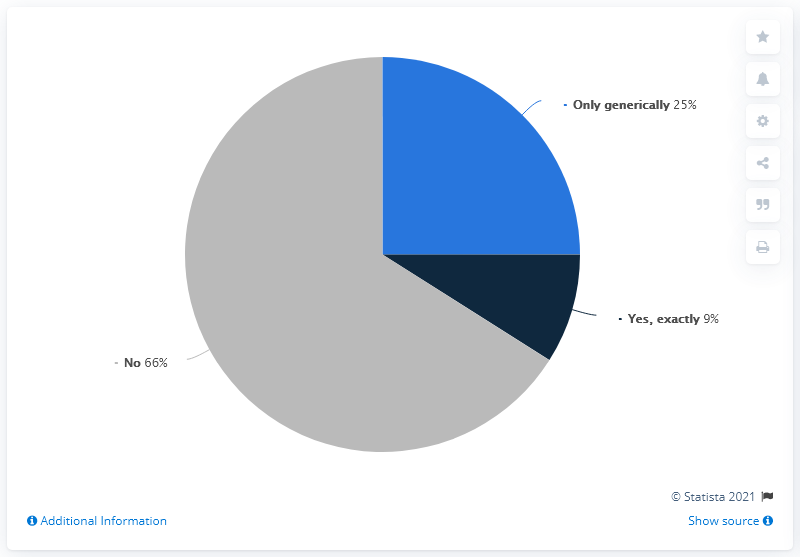 Only generically 25%
Yes, exactly 9%
No 66%
© Statista 2021
Additional Information
Show source